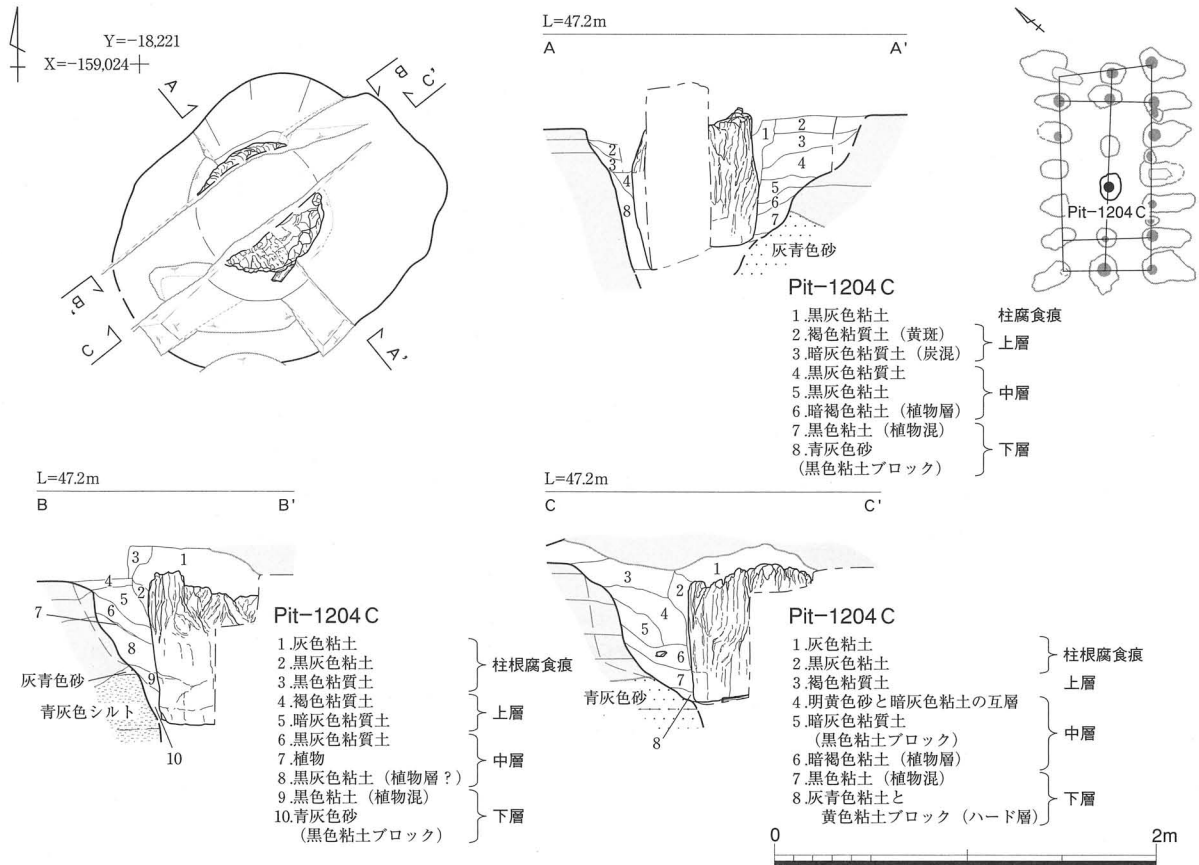 Y=−18,221
X=−159,024
A
B
C'
B'
C
A'
L=47.2m
A
A'
1
2
3
4
5
6
7
2
3
4
8
灰青色砂
Pit−1204 C
Pit−1204 C
1.黒灰色粘土 柱腐食痕
2.褐色粘質土（黄斑）
3.暗灰色粘質土（炭混）
上層
4.黒灰色粘質土
5.黒灰色粘土
6.暗褐色粘土（植物層）
中層
7.黒色粘土（植物混）
8.青灰色砂
（黒色粘土ブロック）
下層
L=47.2m
B
B'
3
1
4
2
5
7
6
8
9
灰青色砂
青灰色シルト
10
Pit−1204 C
1.灰色粘土
2.黒灰色粘土
3.黒色粘質土
柱根腐食痕
4.褐色粘質土
5.暗灰色粘質土
上層
6.黒灰色粘質土
7.植物
8.黒灰色粘土（植物層？）
中層
9.黒色粘土（植物混）
10.青灰色砂
（黒色粘土ブロック）
下層
L=47.2m
C
C'
1
3
2
4
5
6
7
青灰色砂
8
Pit−1204 C
1.灰色粘土
2.黒灰色粘土
柱根腐食痕
3.褐色粘質土 上層
4.明黄色砂と暗灰色粘土の互層
5.暗灰色粘質土
（黒色粘土ブロック）
6.暗褐色粘土（植物層）
中層
7.黒色粘土（植物混）
8.灰青色粘土と
黄色粘土ブロック（ハード層）
下層
0
2m